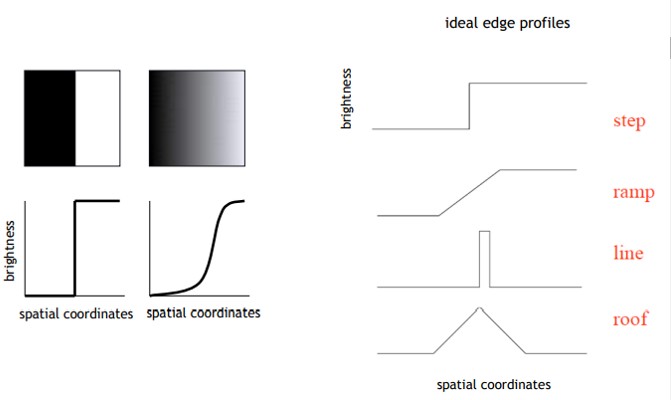 ideal edge profiles
brightness
step
ramp
line
roof
spatial coordinates
brightness
spatial coordinates
spatial coordinates